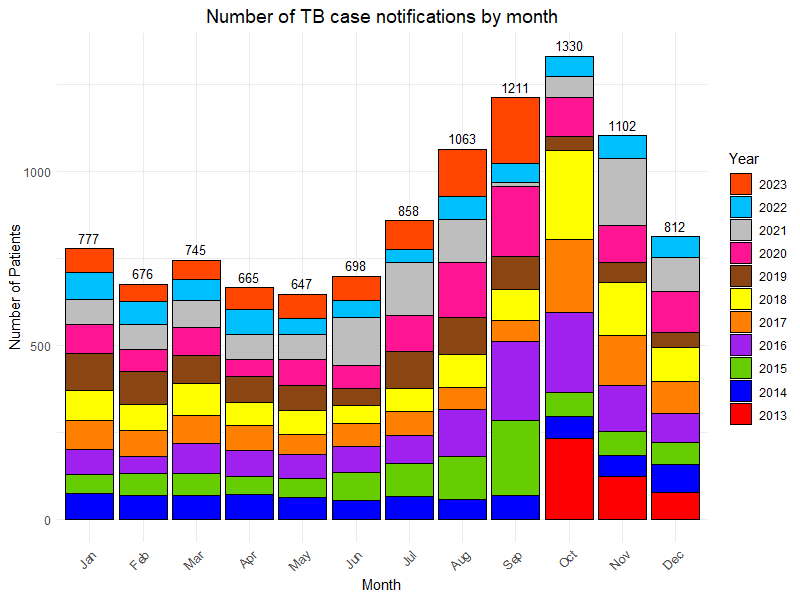 Number of TB case notifications by month
Number of Patients
1000
500
0
777
676
745
665
647
698
858
1063
1211
1330
1102
812
Jan
Feb
Mar
Apr
May
Jun
Jul
Aug
Sep
Oct
Nov
Dec
Month
Year
2023
2022
2021
2020
2019
2018
2017
2016
2015
2014
2013